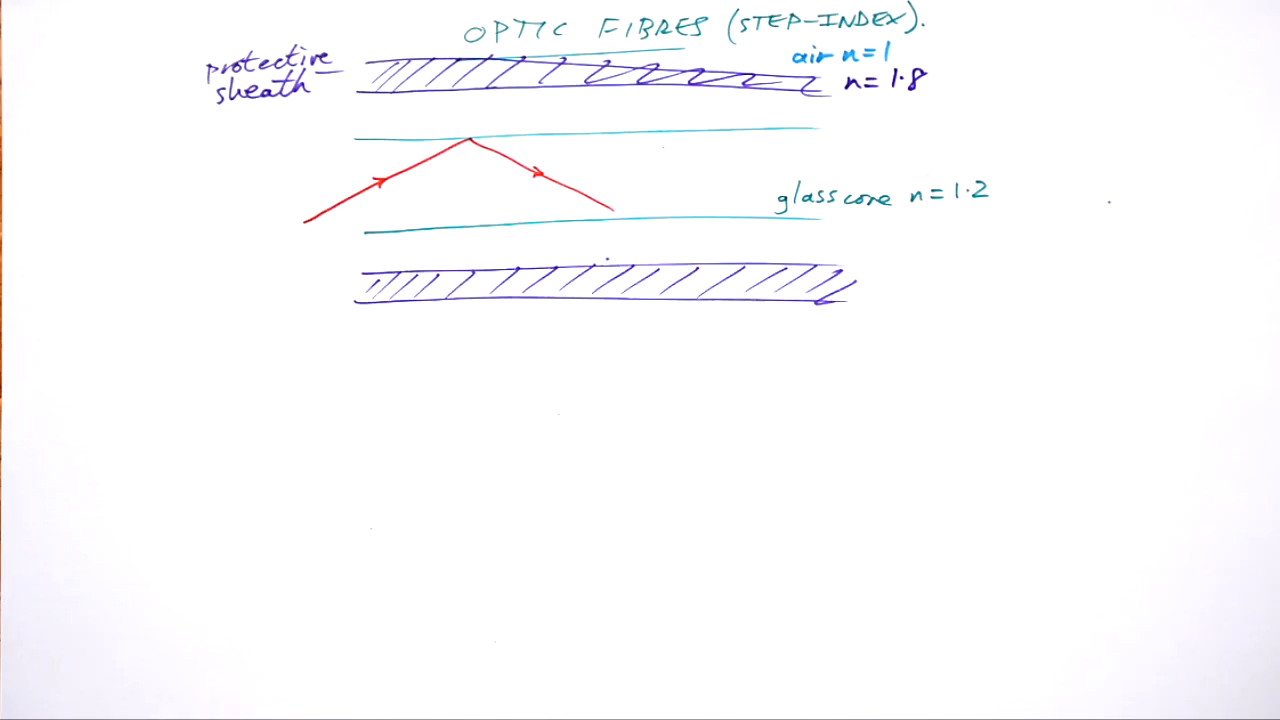 OPTIC FIBRES (STEP-INDEX).
protective
sheath
air n=1
n=1.8
glass core n=1.2